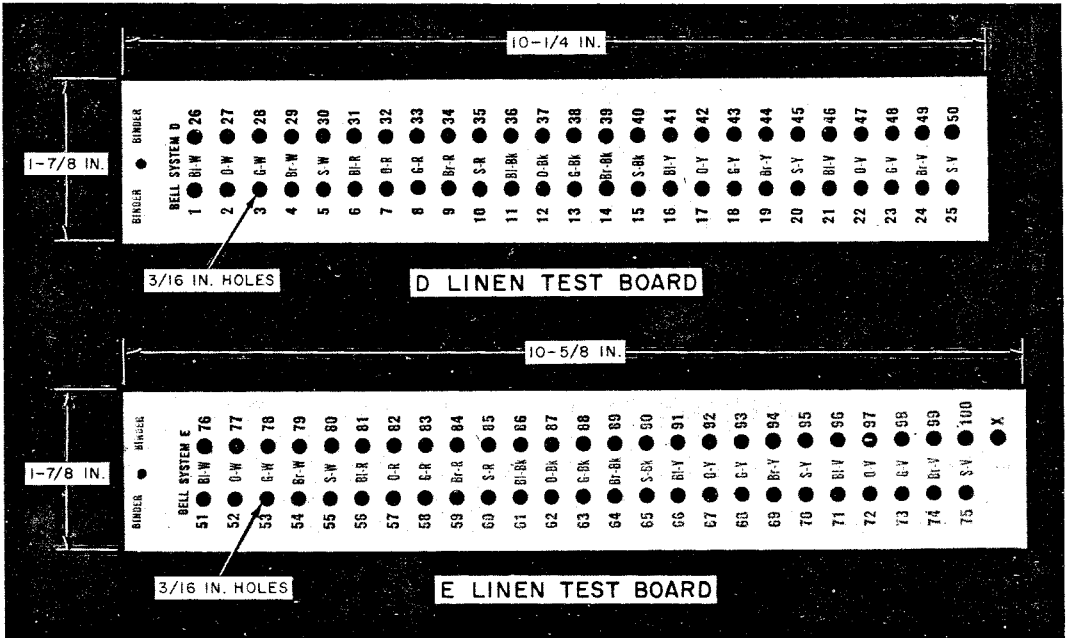 10-1/4 IN.
1-7/8 IN.
BINDER BINDER
BELL SYSTEM D
1 Bl-W 26
2 O-W 27
3 G-W 28
4 Br-W 29
5 S-W 30
6 Bl-R 31
7 O-R 32
8 G-R 33
9 Br-R 34
10 S-R 35
11 Bl-Bk 36
12 O-Bk 37
13 G-Bk 38
14 Br-Bk 39
15 S-Bk 40
16 Bl-Y 41
17 O-Y 42
18 G-Y 43
19 Br-Y 44
20 S-Y 45
21 Bl-V 46
22 O-V 47
23 G-V 48
24 Br-V 49
25 S-V 50
3/16 IN. HOLES
D LINEN TEST BOARD
10-5/8 IN.
1-7/8 IN.
BINDER BINDER
BELL SYSTEM E
51 Bl-W 76
52 O-W 77
53 G-W 78
54 Br-W 79
55 S-W 80
56 Bl-R 81
57 O-R 82
58 G-R 83
59 Br-R 84
60 S-R 85
61 Bl-Bk 86
62 O-Bk 87
63 G-Bk 88
64 Br-Bk 89
65 S-Bk 90
66 Bl-Y 91
67 O-Y 92
68 G-Y 93
69 Br-Y 94
70 S-Y 95
71 Bl-V 96
72 O-V 97
73 G-V 98
74 Br-V 99
75 S-V 100
X
3/16 IN. HOLES
E LINEN TEST BOARD